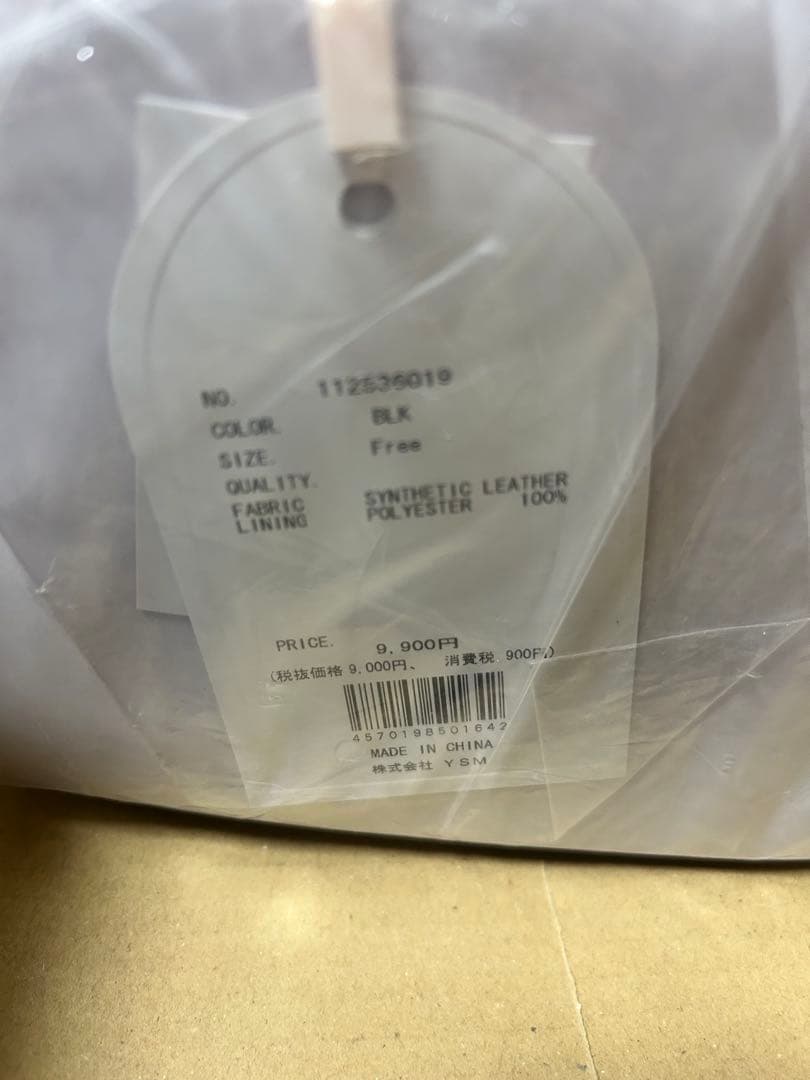 NO. 112536019
COLOR. BLK
SIZE. Free
QUALITY.
FABRIC SYNTHETIC LEATHER
LINING POLYESTER 100%
PRICE. 9,900円
(税抜価格 9,000円、 消費税 900円)
4570198501642
MADE IN CHINA
株式会社 YSM